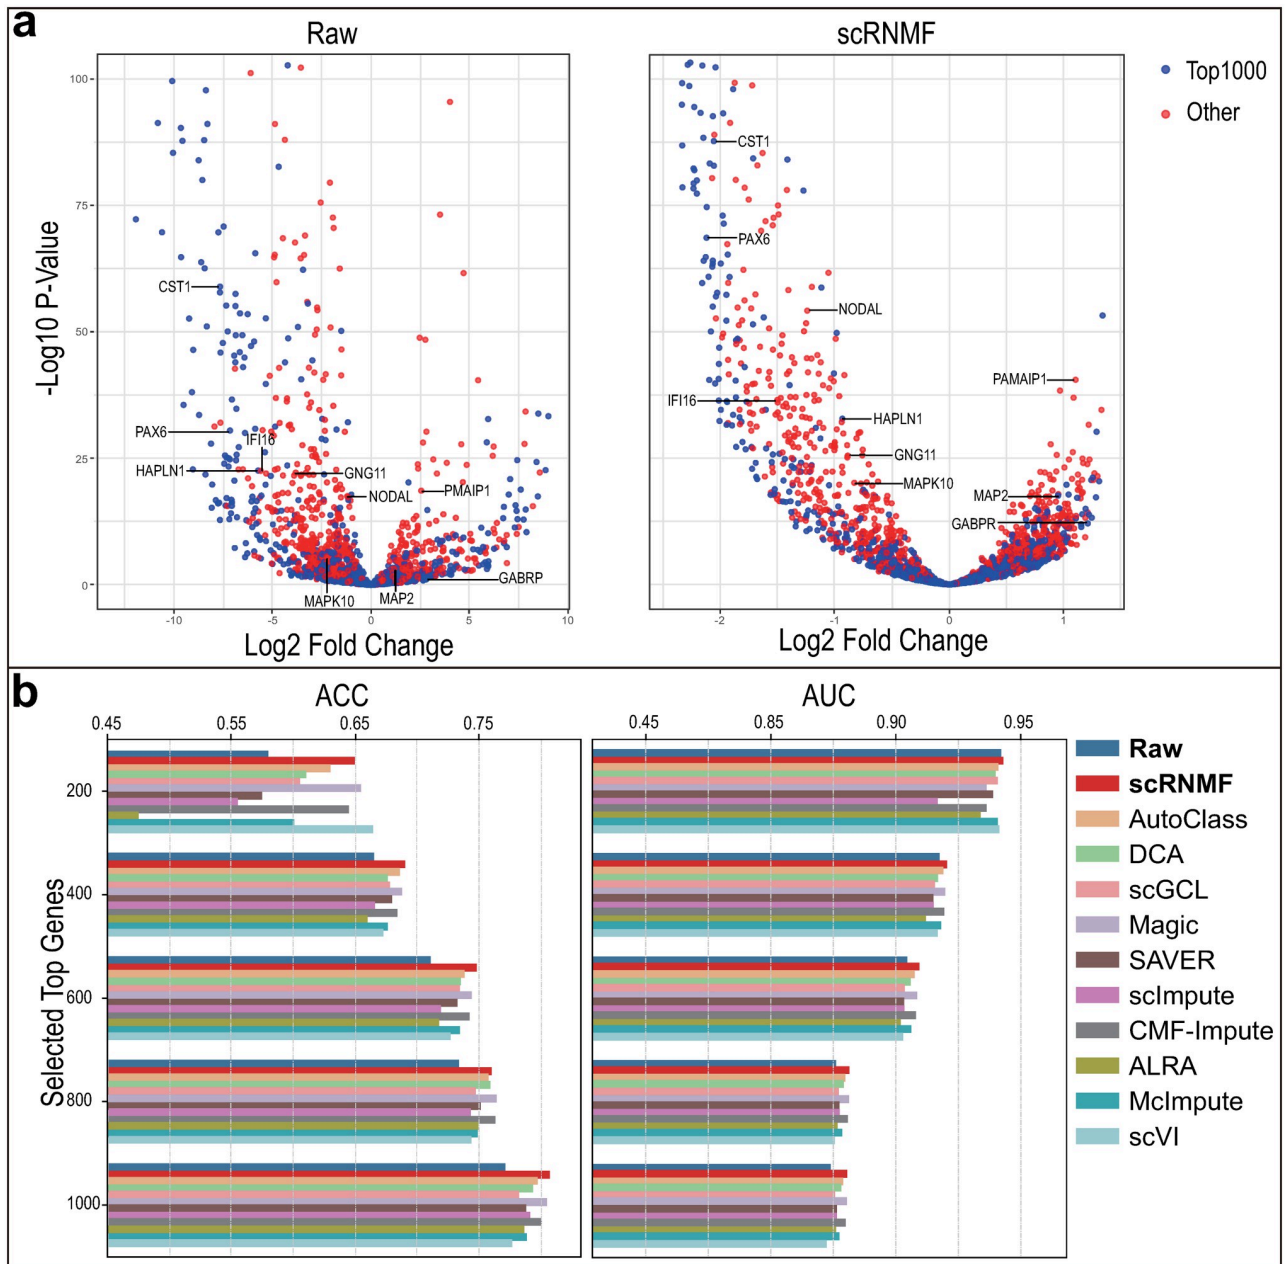 a
Raw
scRNMF
Top1000
Other
-Log10 P-Value
100
75
50
25
0
CST1
PAX6
IFI16
HAPLN1
GNG11
NODAL
PMAIP1
GABRP
MAPK10
MAP2
-10
-5
0
5
10
Log2 Fold Change
CST1
PAX6
NODAL
PAMAIP1
IFI16
HAPLN1
GNG11
MAPK10
MAP2
GABPR
-2
-1
0
1
Log2 Fold Change
b
ACC
AUC
0.45 0.55 0.65 0.75
0.45 0.85 0.90 0.95
Selected Top Genes
200
400
600
800
1000
Raw
scRNMF
AutoClass
DCA
scGCL
Magic
SAVER
scImpute
CMF-Impute
ALRA
McImpute
scVI